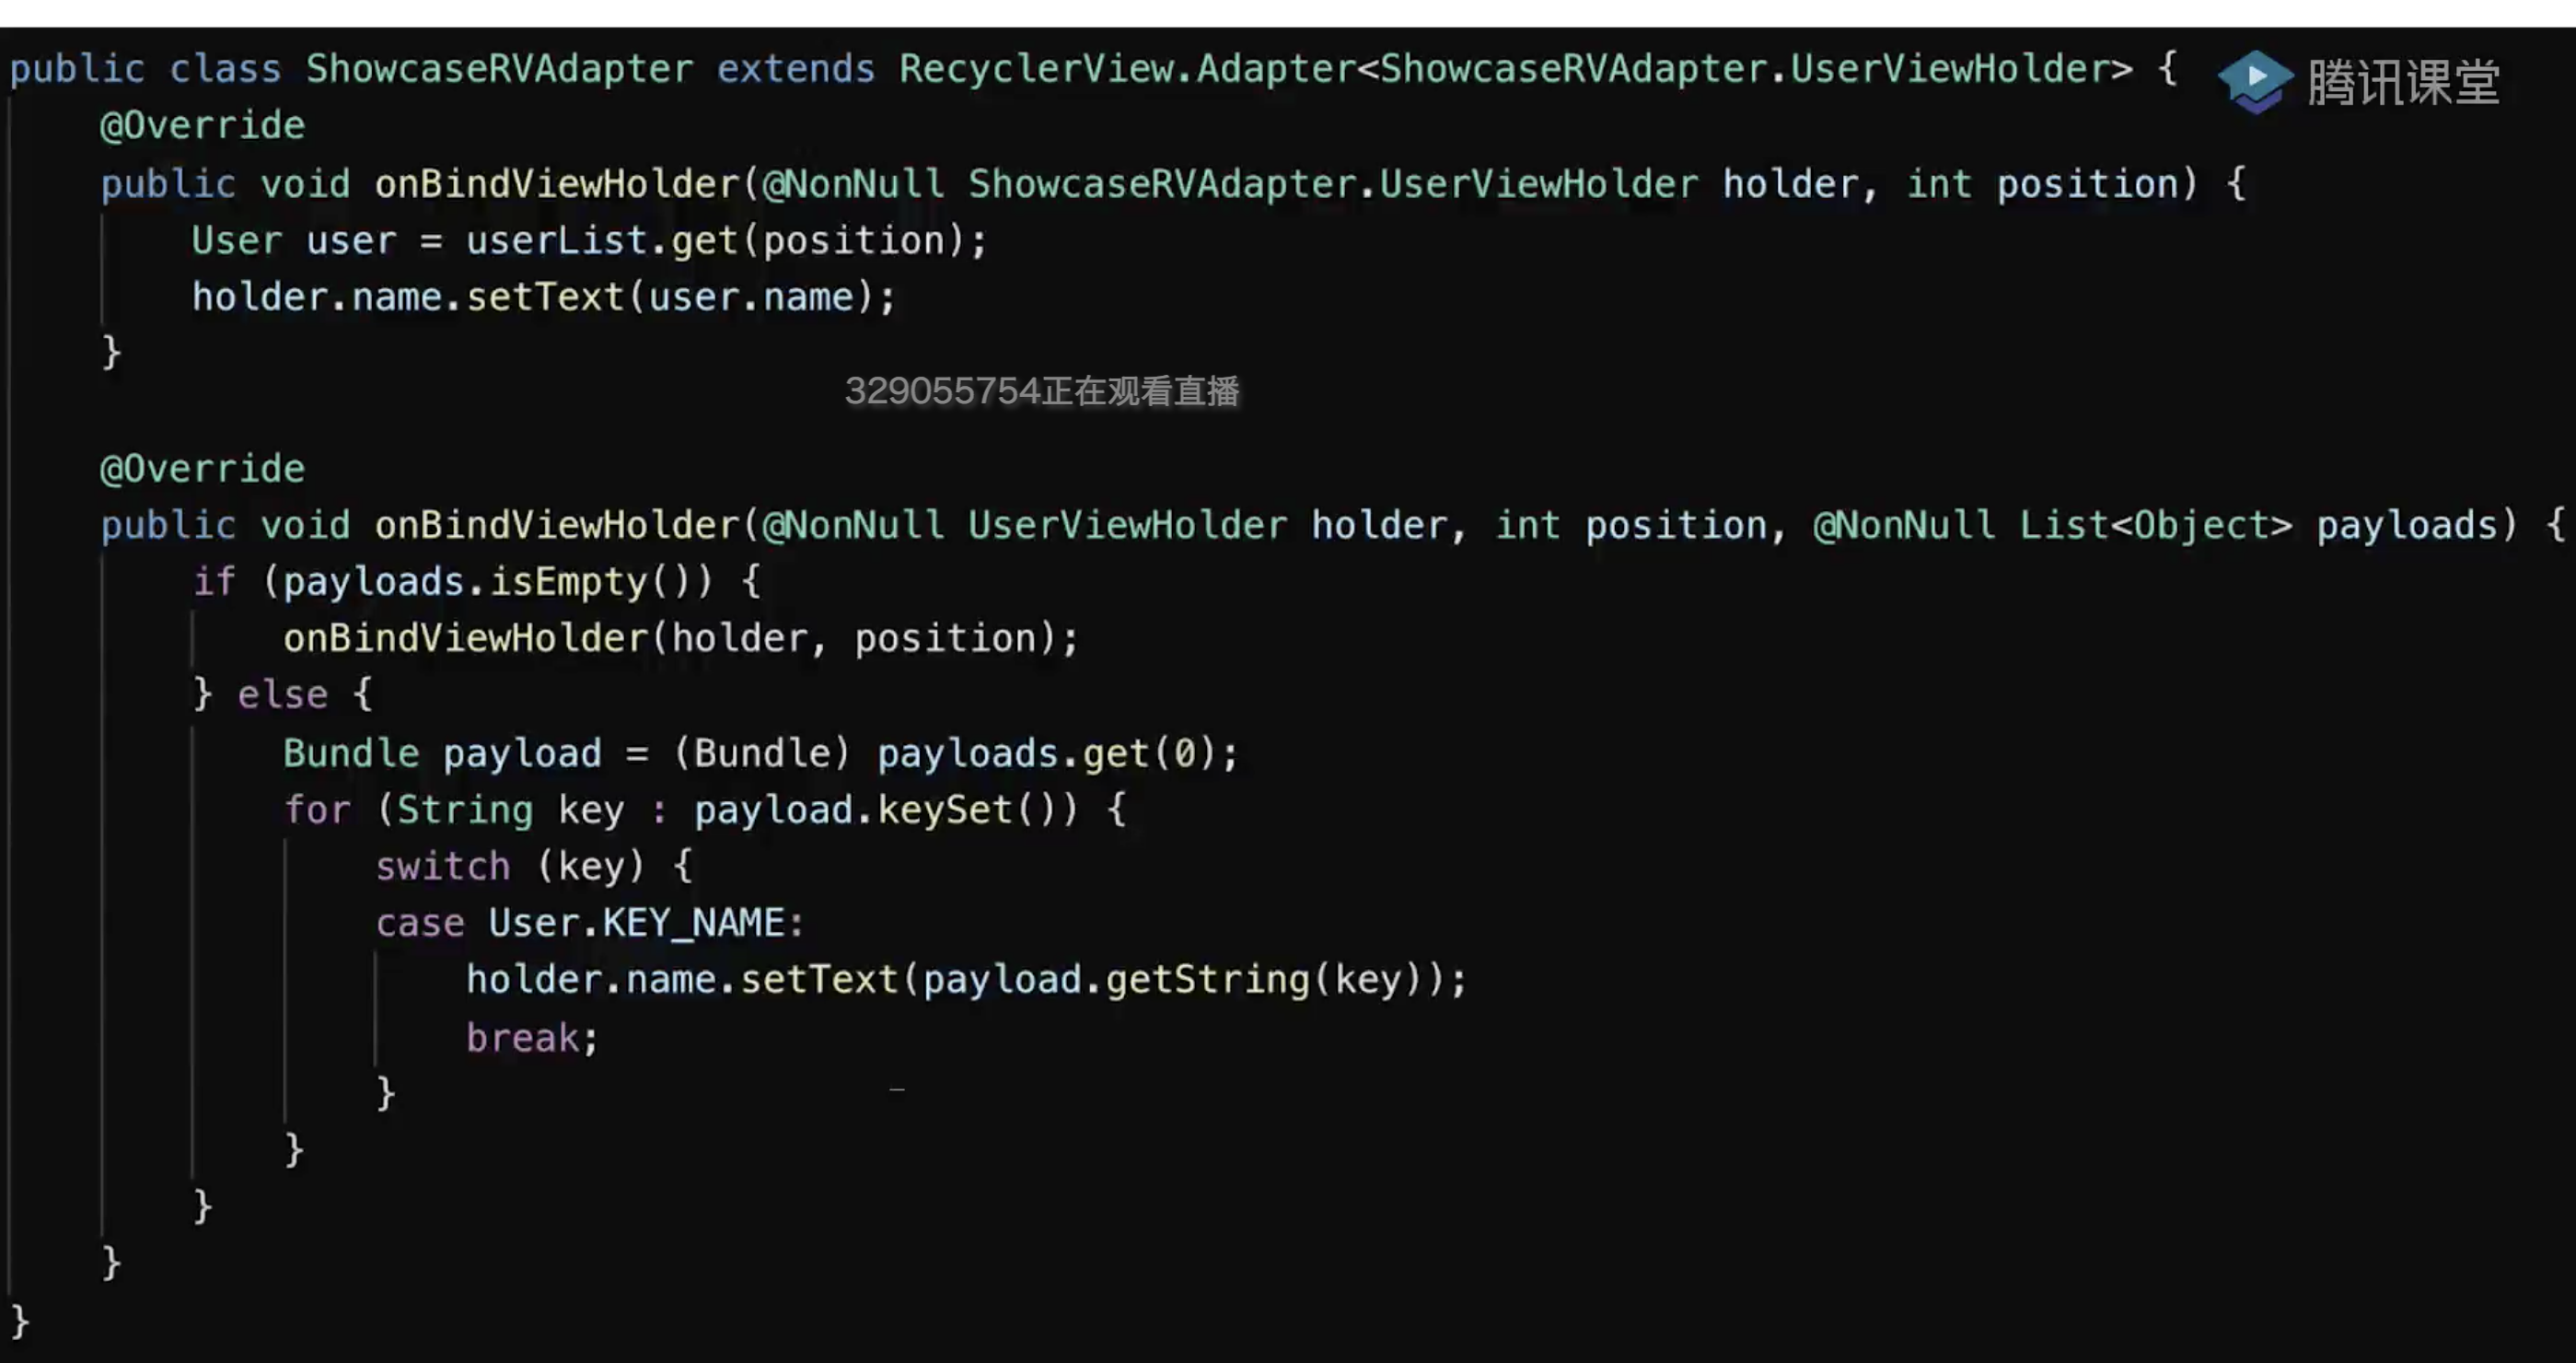 public class ShowcaseRVAdapter extends RecyclerView.Adapter<ShowcaseRVAdapter.UserViewHolder> {
腾讯课堂
@Override
public void onBindViewHolder(@NonNull ShowcaseRVAdapter.UserViewHolder holder, int position) {
User user = userList.get(position);
holder.name.setText(user.name);
}
329055754正在观看直播
@Override
public void onBindViewHolder(@NonNull UserViewHolder holder, int position, @NonNull List<Object> payloads) {
if (payloads.isEmpty()) {
onBindViewHolder(holder, position);
} else {
Bundle payload = (Bundle) payloads.get(0);
for (String key : payload.keySet()) {
switch (key) {
case User.KEY_NAME:
holder.name.setText(payload.getString(key));
break;
}
}
}
}
}